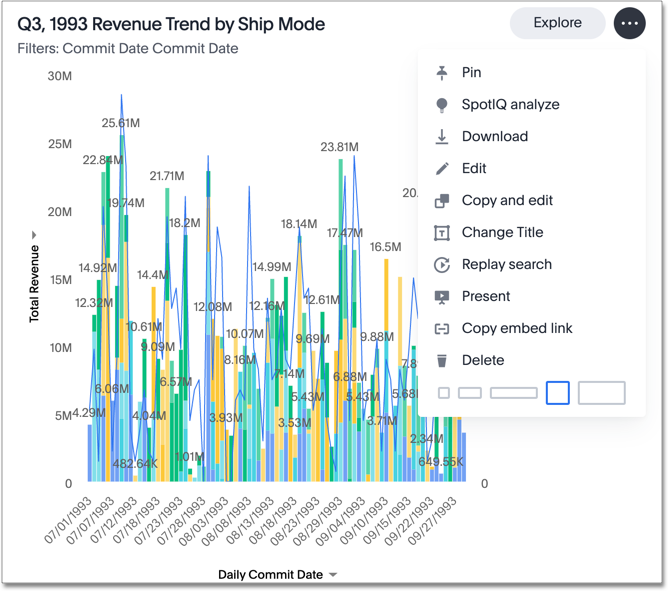 Q3, 1993 Revenue Trend by Ship Mode
Explore
Filters: Commit Date Commit Date
Pin
SpotIQ analyze
Download
Edit
Copy and edit
Change Title
Replay search
Present
Copy embed link
Delete
Total Revenue
30M
25M
20M
15M
10M
5M
0
0
25.61M
22.84M
19.74M
21.71M
18.2M
14.92M
14.4M
12.32M
10.61M
9.09M
6.06M
6.57M
4.29M
4.04M
482.64K
1.01M
12.08M
10.07M
8.16M
3.93M
14.99M
12.16M
18.14M
12.61M
9.69M
7.14M
5.43M
3.53M
23.81M
17.47M
6.88M
5.43M
9.88M
16.5M
3.71M
20.
7.8
5.68
2.34M
649.55K
07/01/1993
07/07/1993
07/12/1993
07/18/1993
07/23/1993
07/28/1993
08/03/1993
08/08/1993
08/13/1993
08/18/1993
08/23/1993
08/29/1993
09/04/1993
09/10/1993
09/15/1993
09/22/1993
09/27/1993
Daily Commit Date